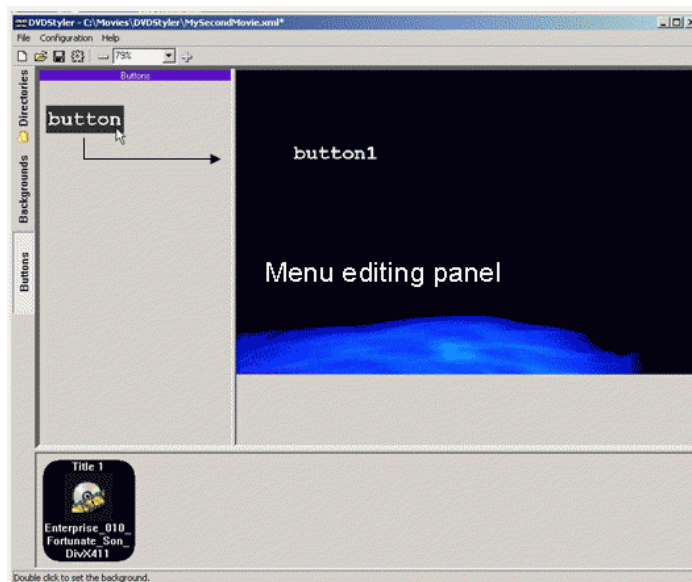 DVDStyler - C:\Movies\DVDStyler\MySecondMovie.xml*
File Configuration Help
79%
Directories
Backgrounds
Buttons
Buttons
button
button1
Menu editing panel
Title 1
Enterprise_010_
Fortunate_Son_
DivX411
Double click to set the background.